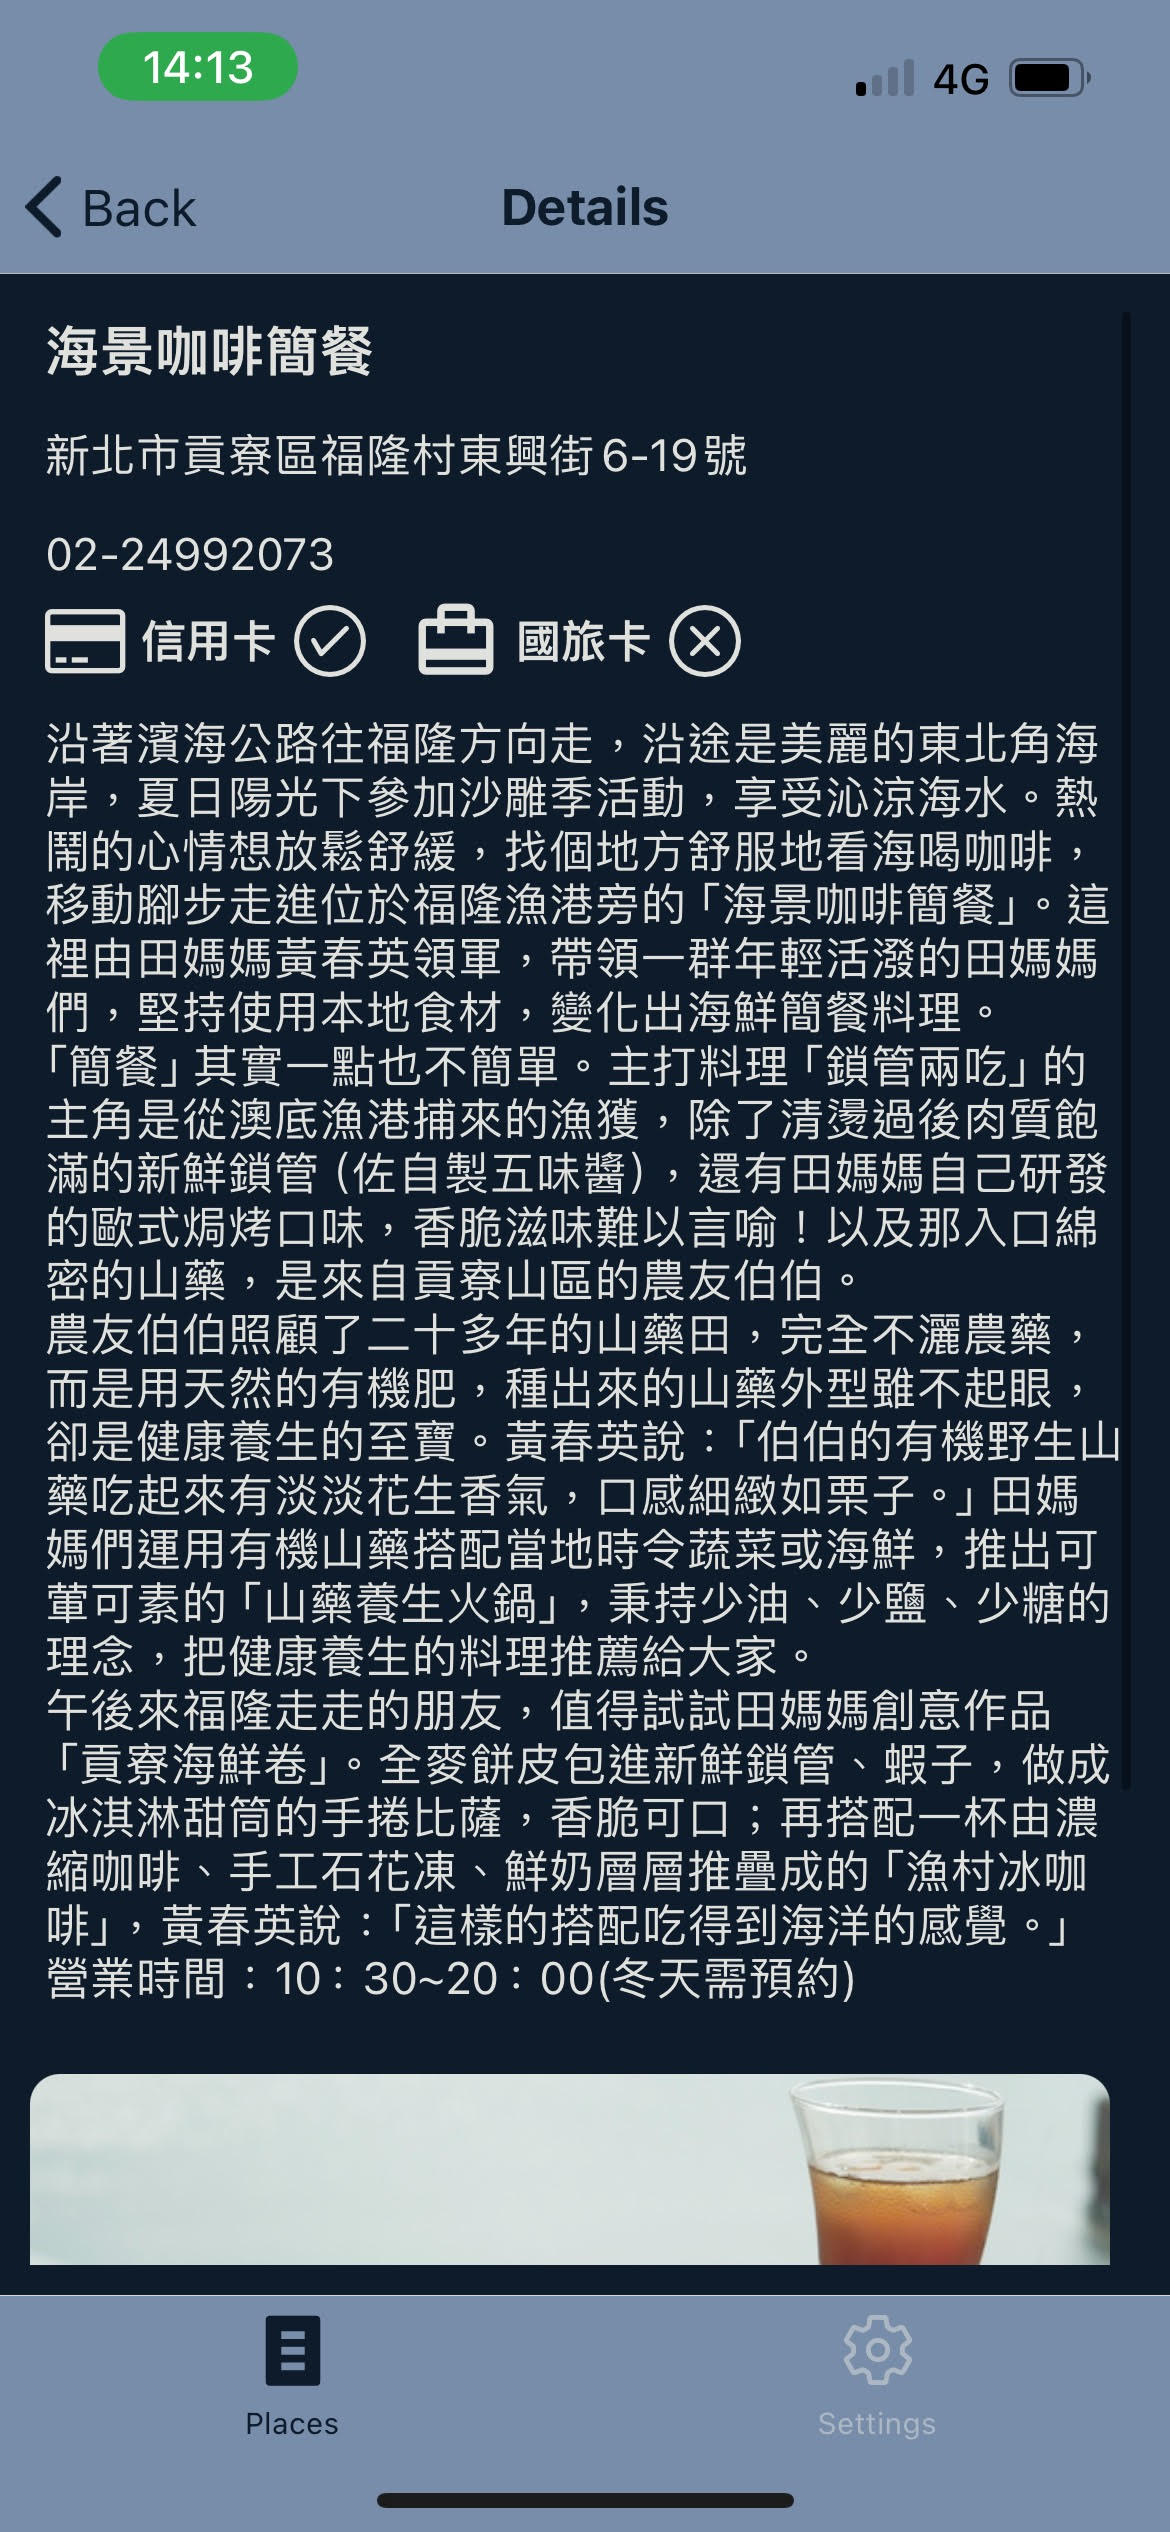 14:13
4G
Back
Details
海景咖啡簡餐
新北市貢寮區福隆村東興街6-19號
02-24992073
信用卡
國旅卡
沿著濱海公路往福隆方向走，沿途是美麗的東北角海
岸，夏日陽光下參加沙雕季活動，享受沁涼海水。熱
鬧的心情想放鬆舒緩，找個地方舒服地看海喝咖啡，
移動腳步走進位於福隆漁港旁的「海景咖啡簡餐」。這
裡由田媽媽黃春英領軍，帶領一群年輕活潑的田媽媽
們，堅持使用本地食材，變化出海鮮簡餐料理。
「簡餐」其實一點也不簡單。主打料理「鎖管兩吃」的
主角是從澳底漁港捕來的漁獲，除了清燙過後肉質飽
滿的新鮮鎖管（佐自製五味醬），還有田媽媽自己研發
的歐式焗烤口味，香脆滋味難以言喻！以及那入口綿
密的山藥，是來自貢寮山區的農友伯伯。
農友伯伯照顧了二十多年的山藥田，完全不灑農藥，
而是用天然的有機肥，種出來的山藥外型雖不起眼，
卻是健康養生的至寶。黃春英說：「伯伯的有機野生山
藥吃起來有淡淡花生香氣，口感細緻如栗子。」田媽
媽們運用有機山藥搭配當地時令蔬菜或海鮮，推出可
葷可素的「山藥養生火鍋」，秉持少油、少鹽、少糖的
理念，把健康養生的料理推薦給大家。
午後來福隆走走的朋友，值得試試田媽媽創意作品
「貢寮海鮮卷」。全麥餅皮包進新鮮鎖管、蝦子，做成
冰淇淋甜筒的手捲比薩，香脆可口；再搭配一杯由濃
縮咖啡、手工石花凍、鮮奶層層推疊成的「漁村冰咖
啡」，黃春英說：「這樣的搭配吃得到海洋的感覺。」
營業時間：10：30~20：00(冬天需預約)
Places
Settings